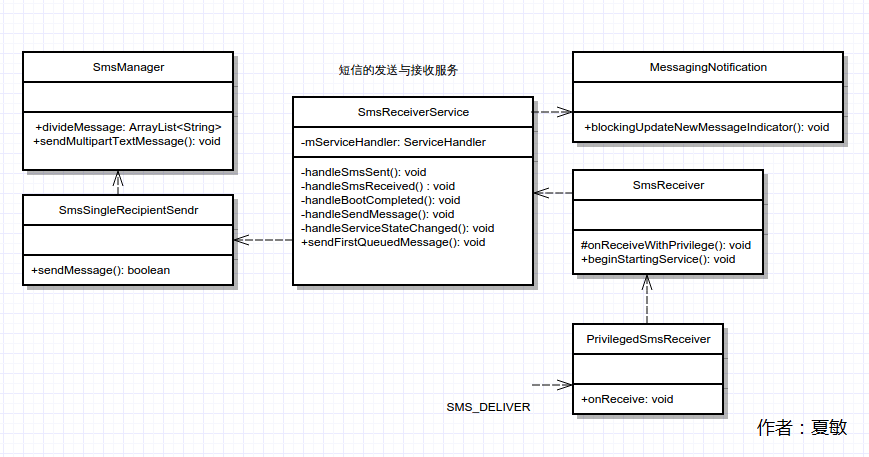 短信的发送与接收服务
SmsManager
+divideMessage: ArrayList<String>
+sendMultipartTextMessage(): void
SmsSingleRecipientSendr
+sendMessage(): boolean
SmsReceiverService
-mServiceHandler: ServiceHandler
-handleSmsSent(): void
-handleSmsReceived() : void
-handleBootCompleted(): void
-handleSendMessage(): void
-handleServiceStateChanged(): void
+sendFirstQueuedMessage(): void
MessagingNotification
+blockingUpdateNewMessageIndicator(): void
SmsReceiver
#onReceiveWithPrivilege(): void
+beginStartingService(): void
PrivilegedSmsReceiver
+onReceive: void
SMS_DELIVER
作者：夏敏